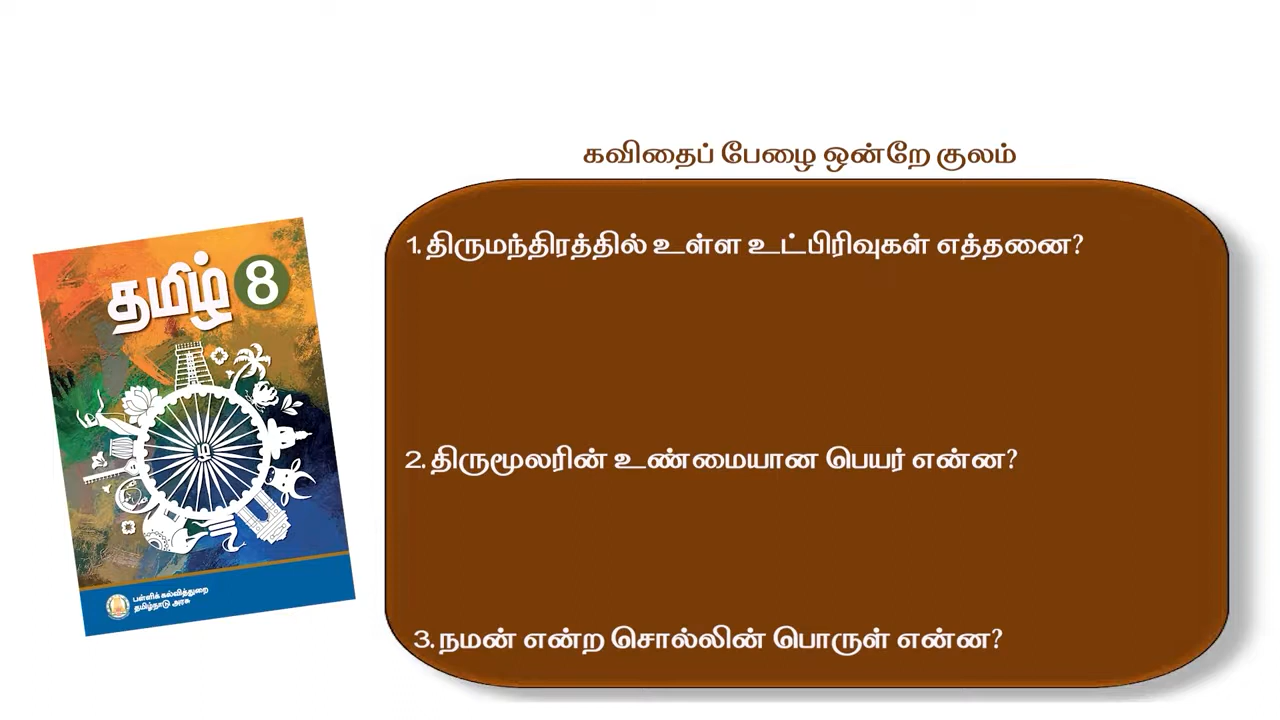 கவிதைப் பேழை ஒன்றே குலம்
1. திருமந்திரத்தில் உள்ள உட்பிரிவுகள் எத்தனை?
தமிழ் 8
2. திருமூலரின் உண்மையான பெயர் என்ன?
பள்ளிக் கல்வித்துறை
தமிழ்நாடு அரசு
3. நமன் என்ற சொல்லின் பொருள் என்ன?